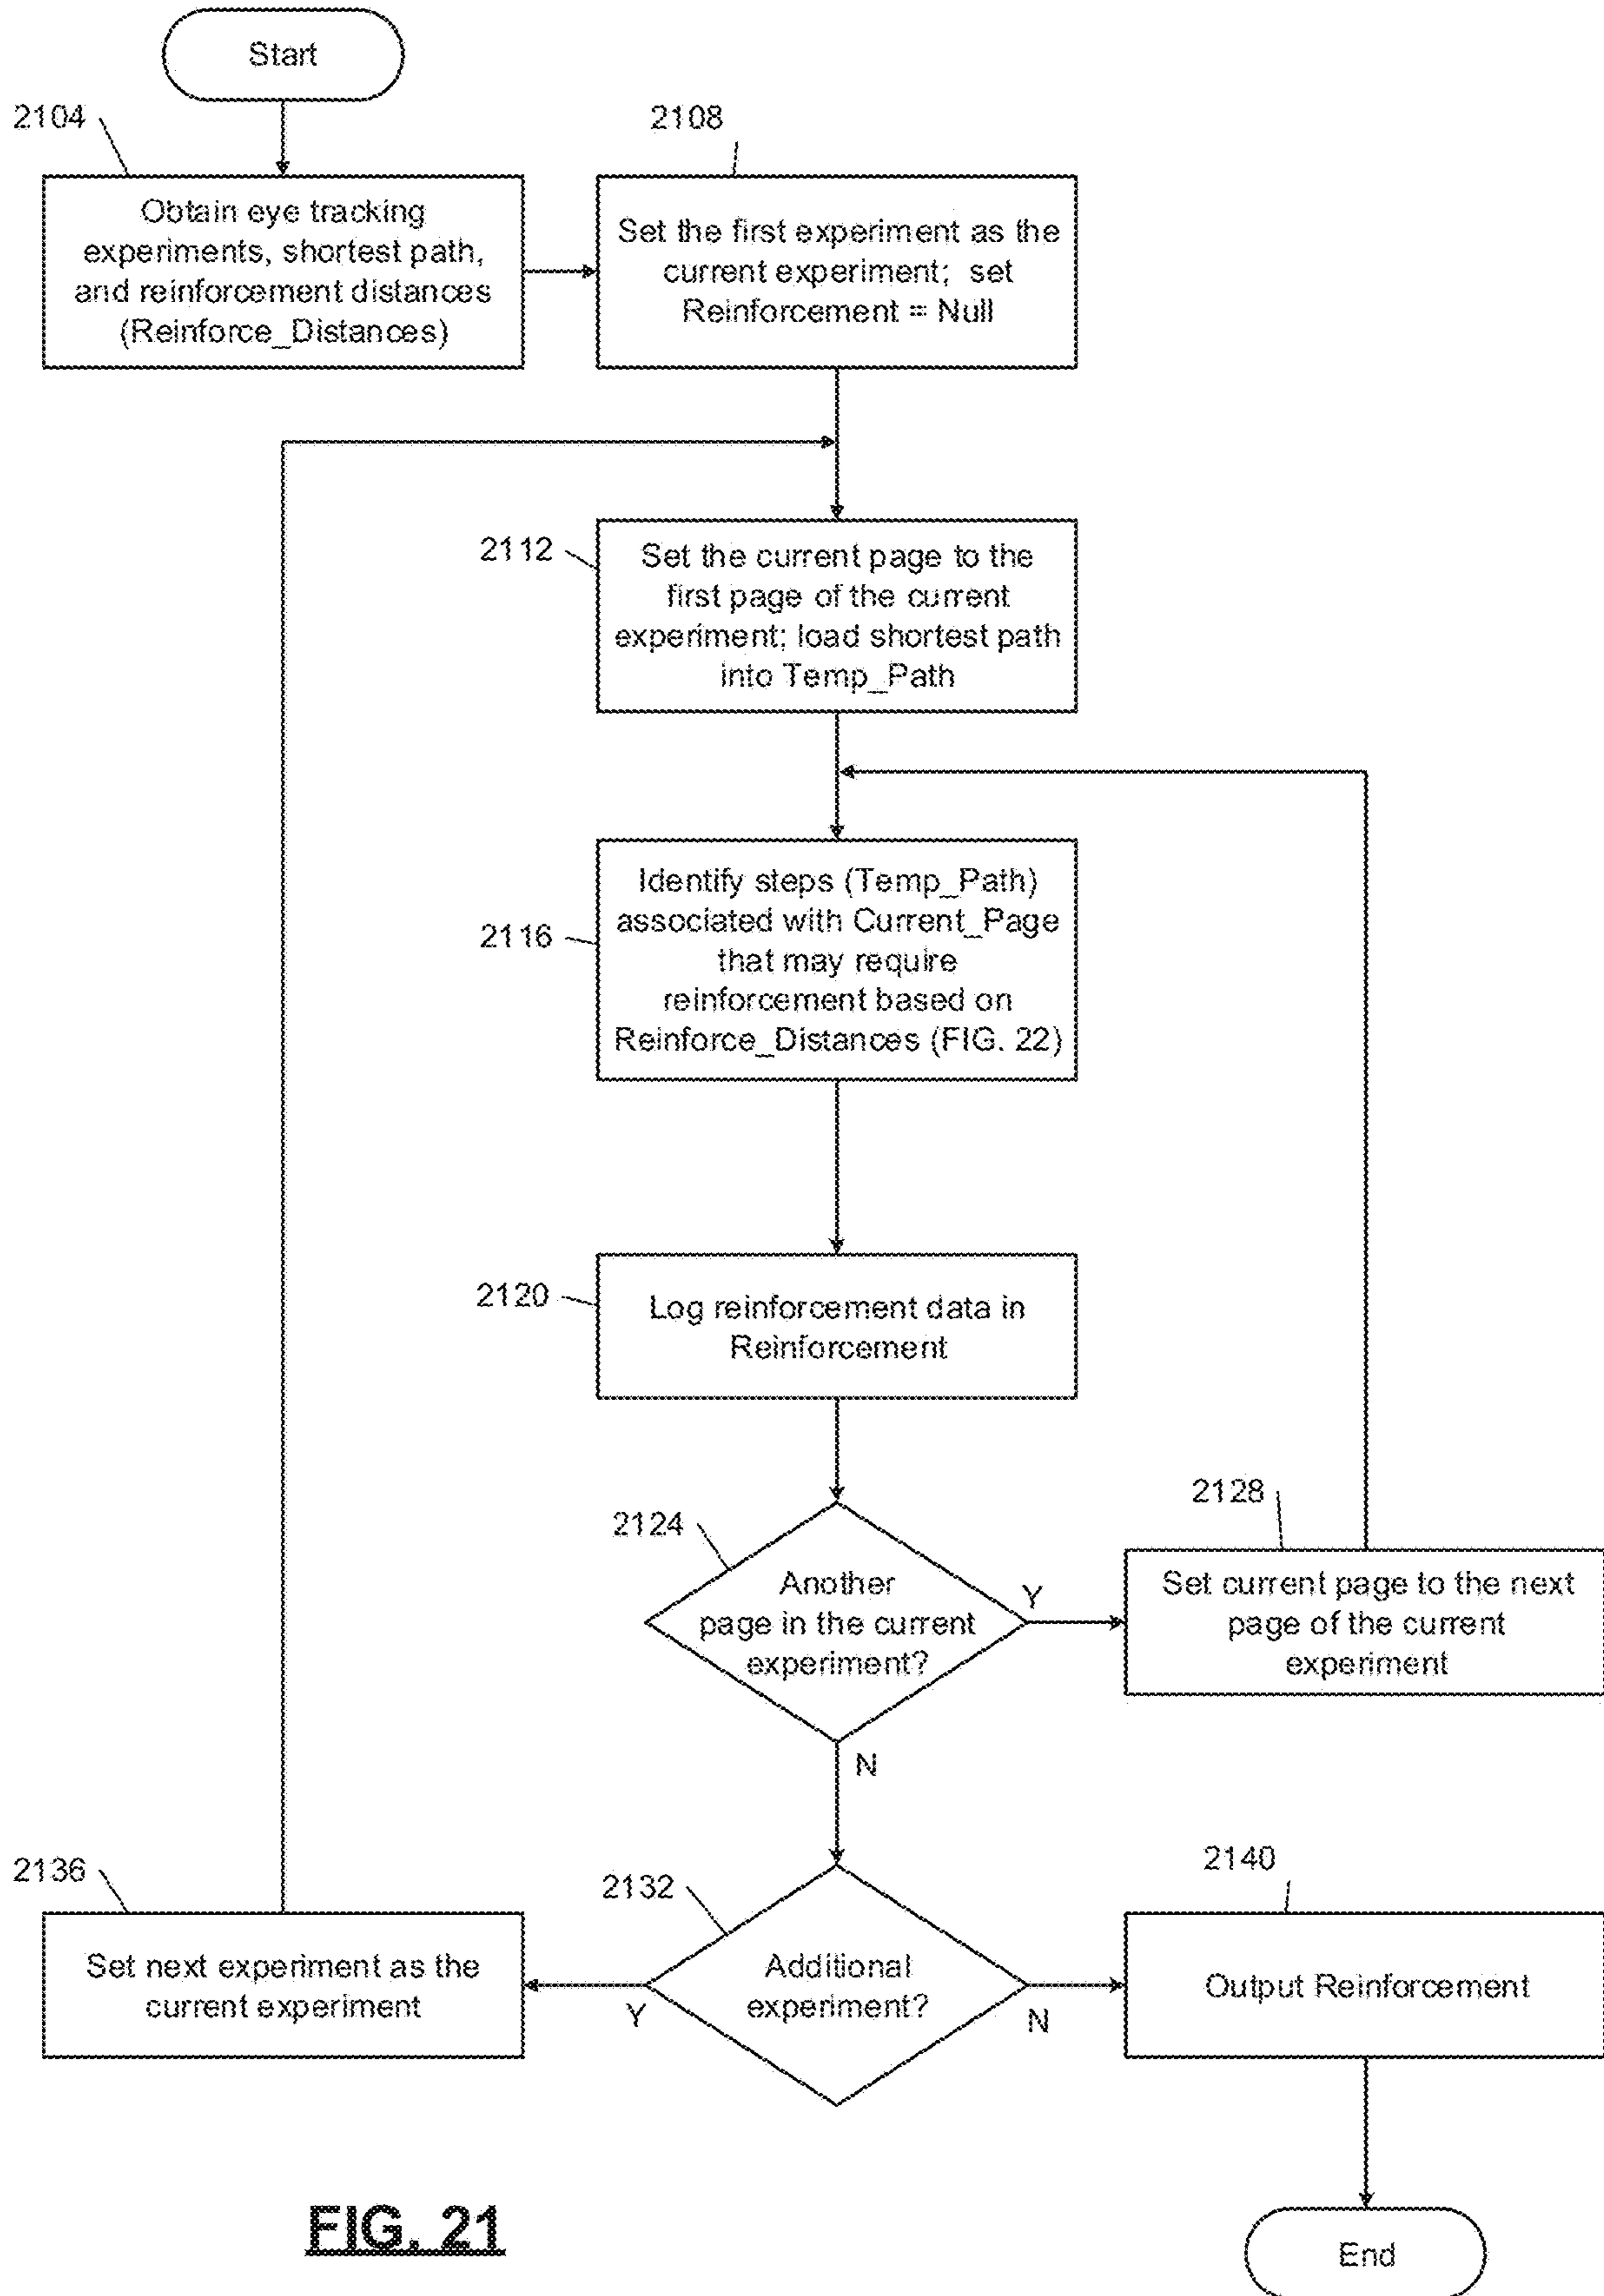 Start
2104
2108
Obtain eye tracking
experiments, shortest path,
and reinforcement distances
(Reinforce_Distances)
Set the first experiment as the
current experiment; set
Reinforcement = Null
2112
Set the current page to the
first page of the current
experiment; load shortest path
into Temp_Path
2116
Identify steps (Temp_Path)
associated with Current_Page
that may require
reinforcement based on
Reinforce_Distances (FIG. 22)
2120
Log reinforcement data in
Reinforcement
2124
Another
page in the current
experiment?
Y
N
2128
Set current page to the next
page of the current
experiment
2132
Additional
experiment?
Y
N
2136
Set next experiment as the
current experiment
2140
Output Reinforcement
End
FIG. 21